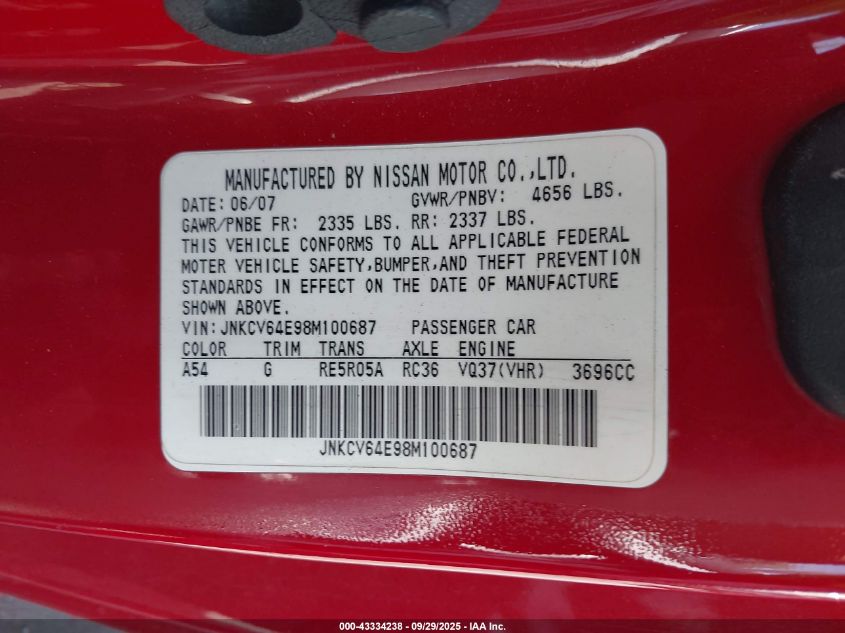 MANUFACTURED BY NISSAN MOTOR CO.,LTD.
DATE: 06/07 GVWR/PNBV: 4656 LBS.
GAWR/PNBE FR: 2335 LBS. RR: 2337 LBS.
THIS VEHICLE CONFORMS TO ALL APPLICABLE FEDERAL
MOTER VEHICLE SAFETY,BUMPER,AND THEFT PREVENTION
STANDARDS IN EFFECT ON THE DATE OF MANUFACTURE
SHOWN ABOVE.
VIN:JNKCV64E98M100687 PASSENGER CAR
COLOR TRIM TRANS AXLE ENGINE
A54 G RE5R05A RC36 VQ37(VHR) 3696CC
JNKCV64E98M100687
000-43334238 - 09/29/2025 - IAA Inc.